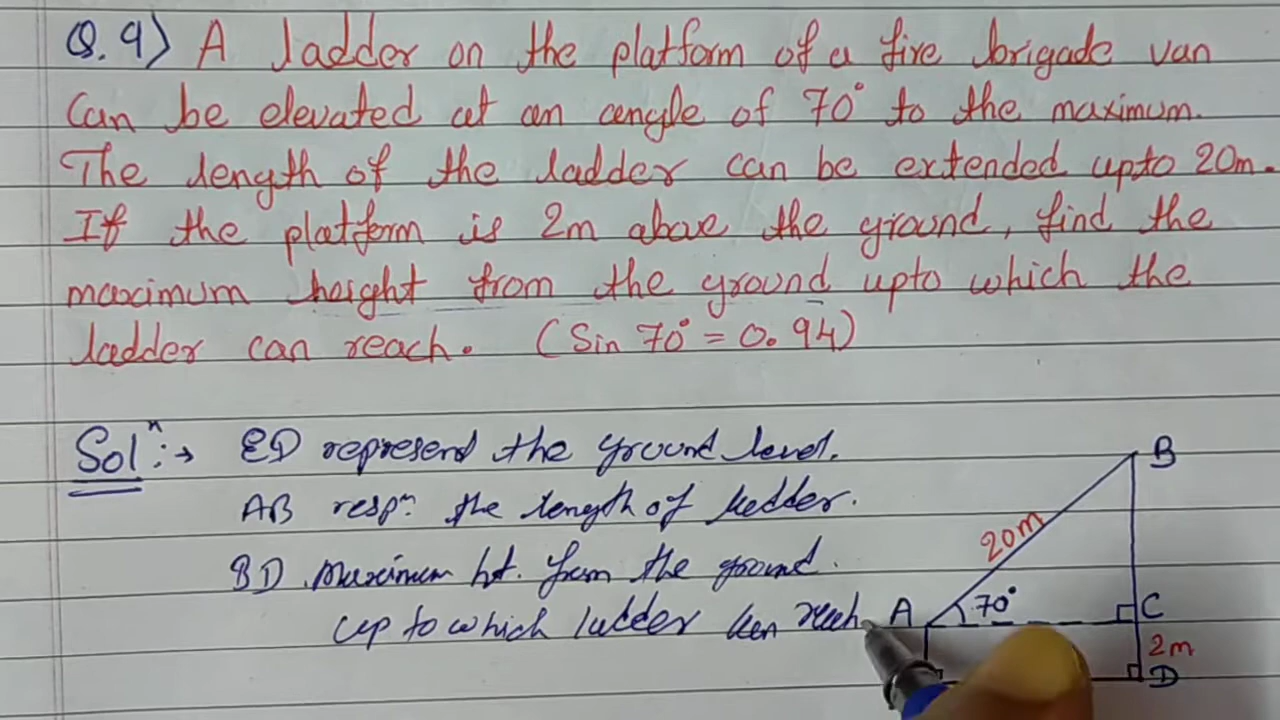 Q.9) A ladder on the platform of a fire brigade van
can be elevated at an angle of 70° to the maximum.
The length of the ladder can be extended upto 20m.
If the platform is 2m above the ground, find the
maximum height from the ground upto which the
ladder can reach. (Sin 70° = 0.94)
Solⁿ:→ ED represend the ground level.
AB respⁿ. the length of ladder.
BD. maximum ht. from the ground.
up to which ladder can reach.
B
20m
A 70° C
2m
D